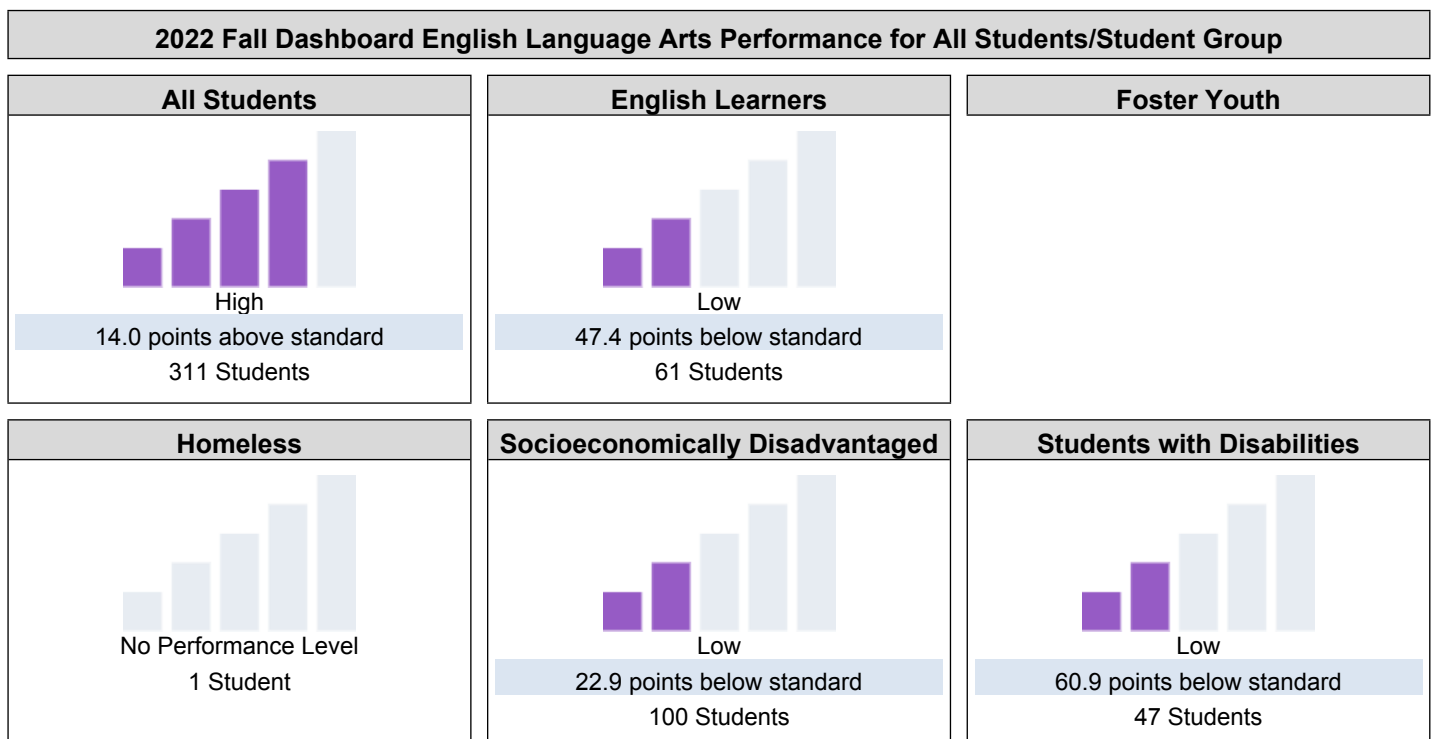 2022 Fall Dashboard English Language Arts Performance for All Students/Student Group
All Students
High
14.0 points above standard
311 Students
English Learners
Low
47.4 points below standard
61 Students
Foster Youth
Homeless
No Performance Level
1 Student
Socioeconomically Disadvantaged
Low
22.9 points below standard
100 Students
Students with Disabilities
Low
60.9 points below standard
47 Students